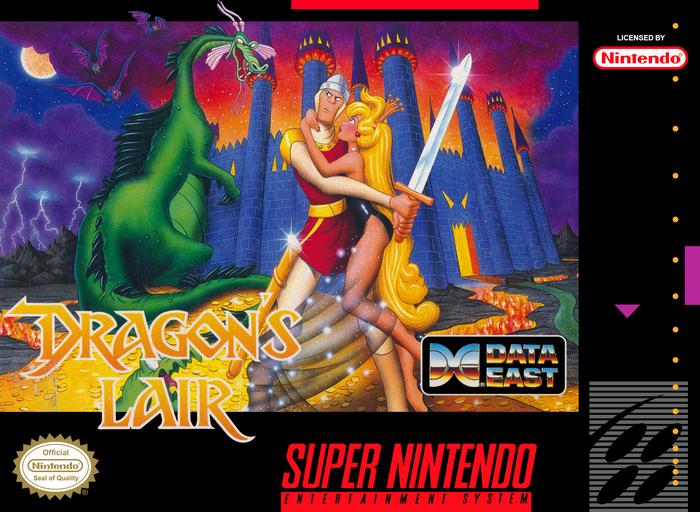 LICENSED BY
Nintendo®
DRAGON'S
LAIR
DATA
EAST
Official
Nintendo
Seal of Quality
SUPER NINTENDO
ENTERTAINMENT SYSTEM